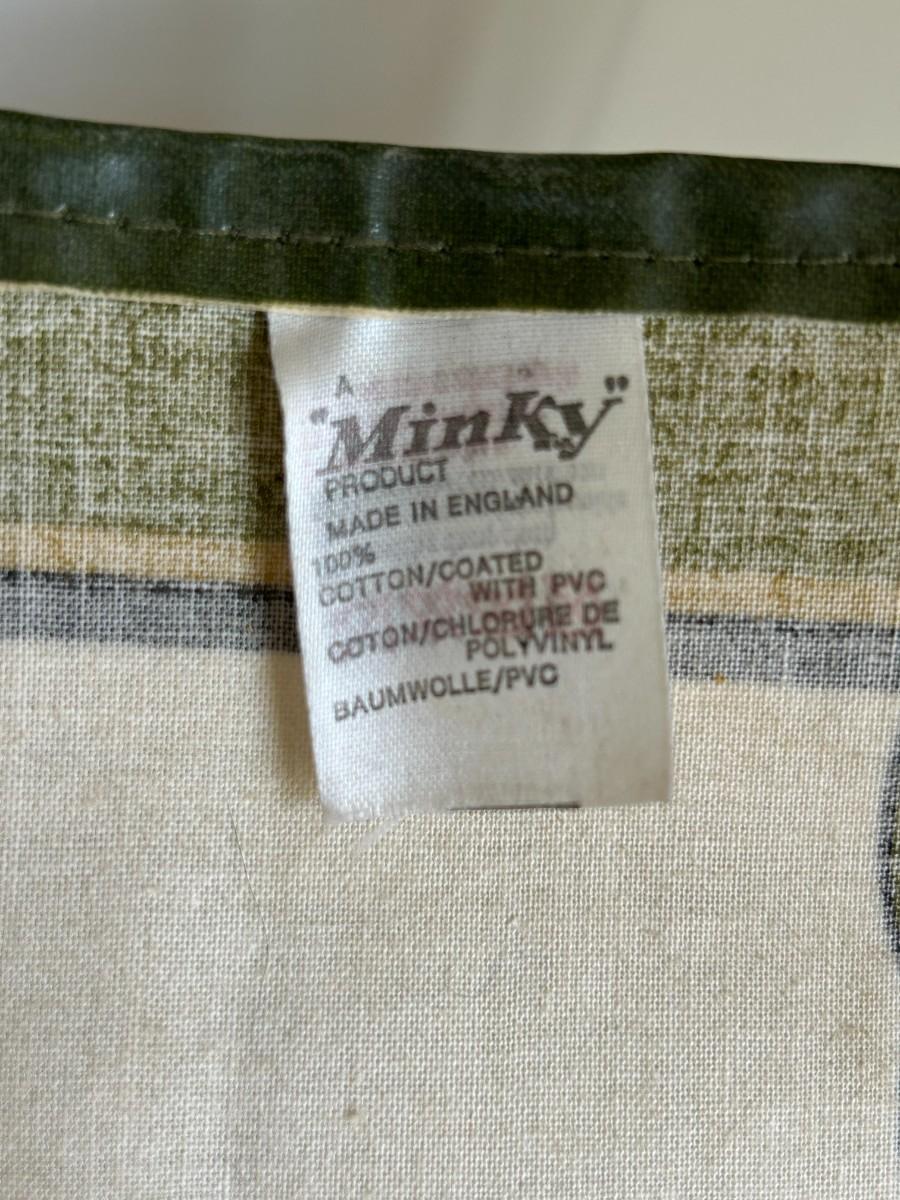 A
"Minky"
PRODUCT
MADE IN ENGLAND
100%
COTTON/COATED
WITH PVC
COTON/CHLORURE DE
POLYVINYL
BAUMWOLLE/PVC